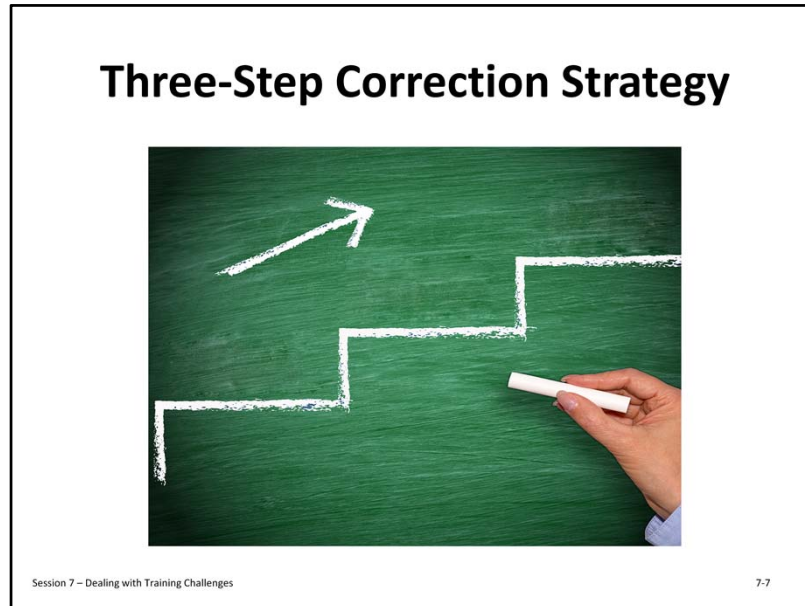 Three-Step Correction Strategy
Session 7 – Dealing with Training Challenges
7-7